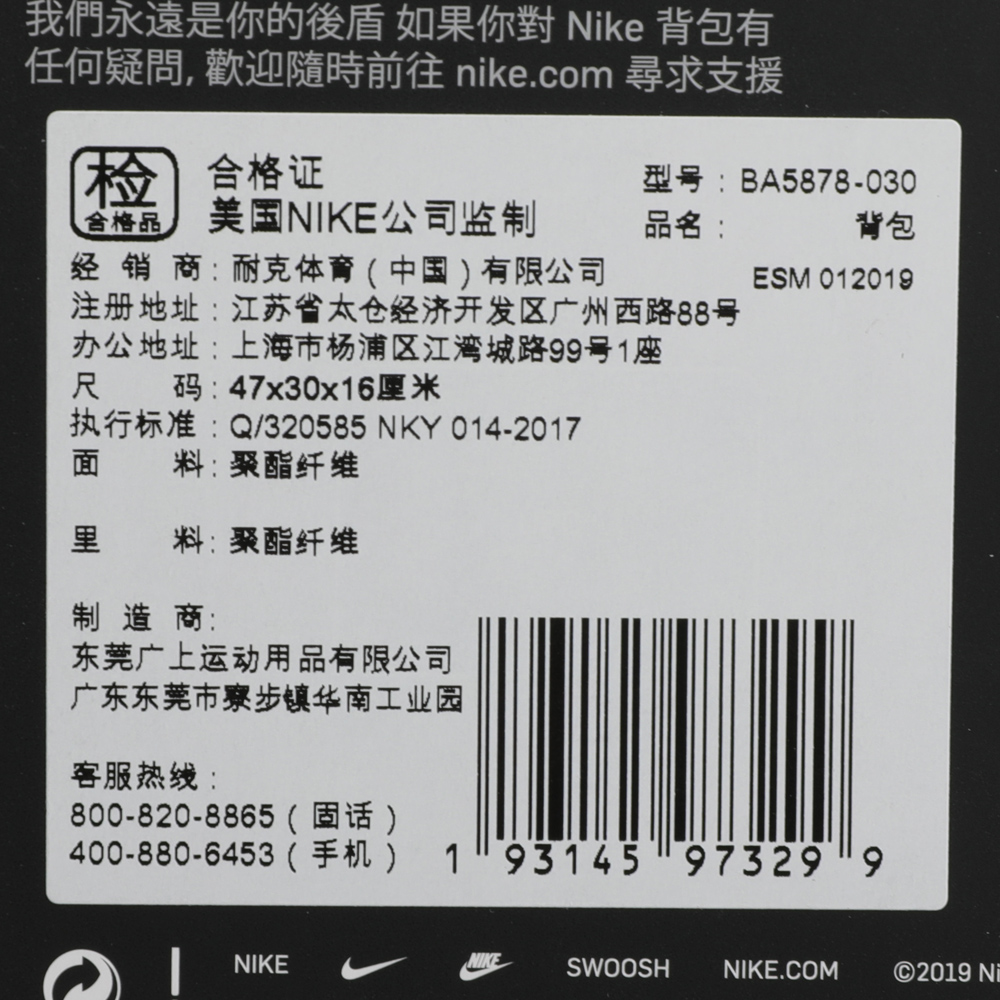 我們永遠是你的後盾 如果你對 Nike 背包有
任何疑問, 歡迎隨時前往 nike.com 尋求支援
检
合格品
合格证
美国NIKE公司监制
型号：BA5878-030
品名：背包
ESM 012019
经销商：耐克体育(中国)有限公司
注册地址：江苏省太仓经济开发区广州西路88号
办公地址：上海市杨浦区江湾城路99号1座
尺码：47x30x16厘米
执行标准：Q/320585 NKY 014-2017
面料：聚酯纤维
里料：聚酯纤维
制造商:
东莞广上运动用品有限公司
广东东莞市寮步镇华南工业园
客服热线：
800-820-8865(固话)
400-880-6453(手机)
1 93145 97329 9
NIKE NIKE SWOOSH NIKE.COM ©2019 Ni